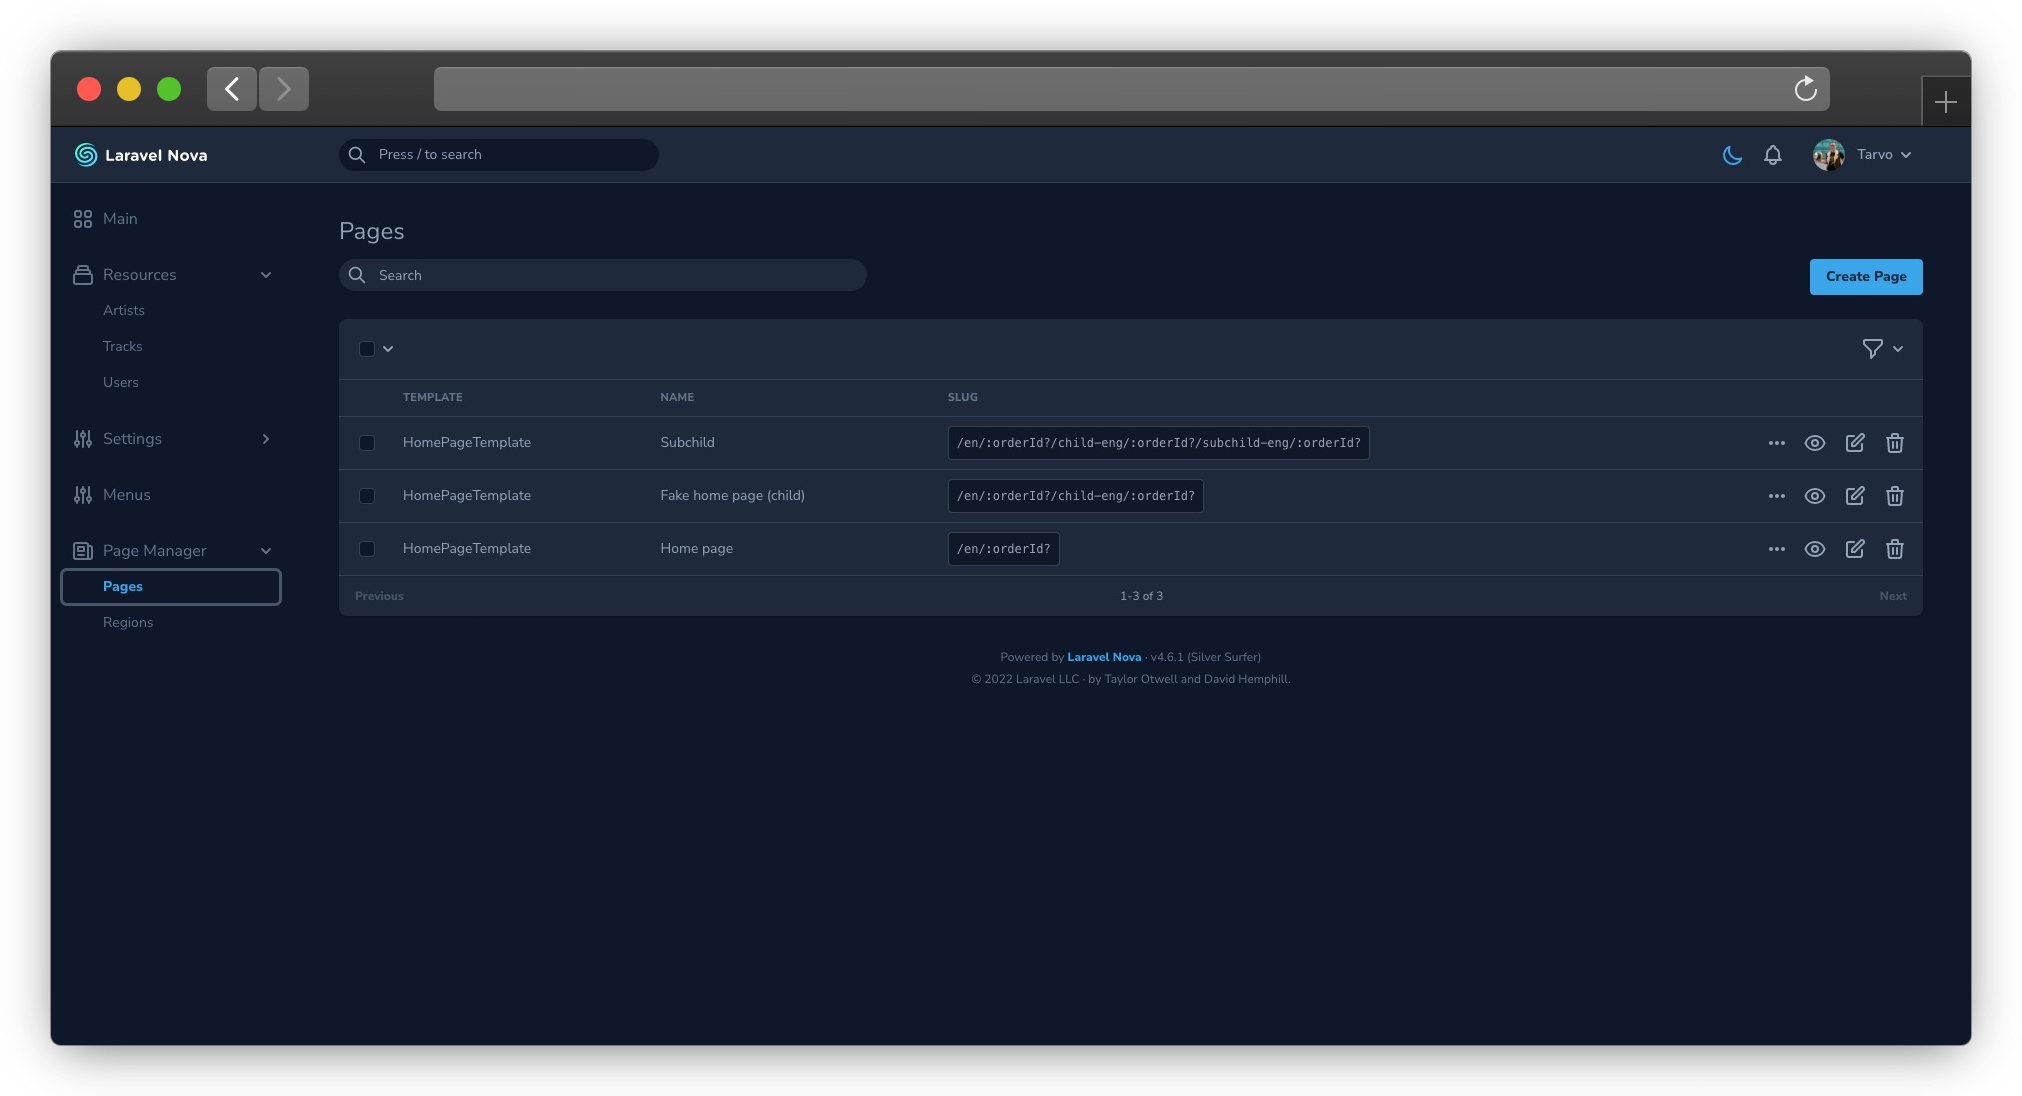 Laravel Nova
Press / to search
Tarvo
Main
Resources
Artists
Tracks
Users
Settings
Menus
Page Manager
Pages
Regions
Pages
Search
Create Page
TEMPLATE NAME SLUG
HomePageTemplate Subchild /en/:orderId?/child-eng/:orderId?/subchild-eng/:orderId?
HomePageTemplate Fake home page (child) /en/:orderId?/child-eng/:orderId?
HomePageTemplate Home page /en/:orderId?
Previous 1-3 of 3 Next
Powered by Laravel Nova · v4.6.1 (Silver Surfer)
© 2022 Laravel LLC · by Taylor Otwell and David Hemphill.